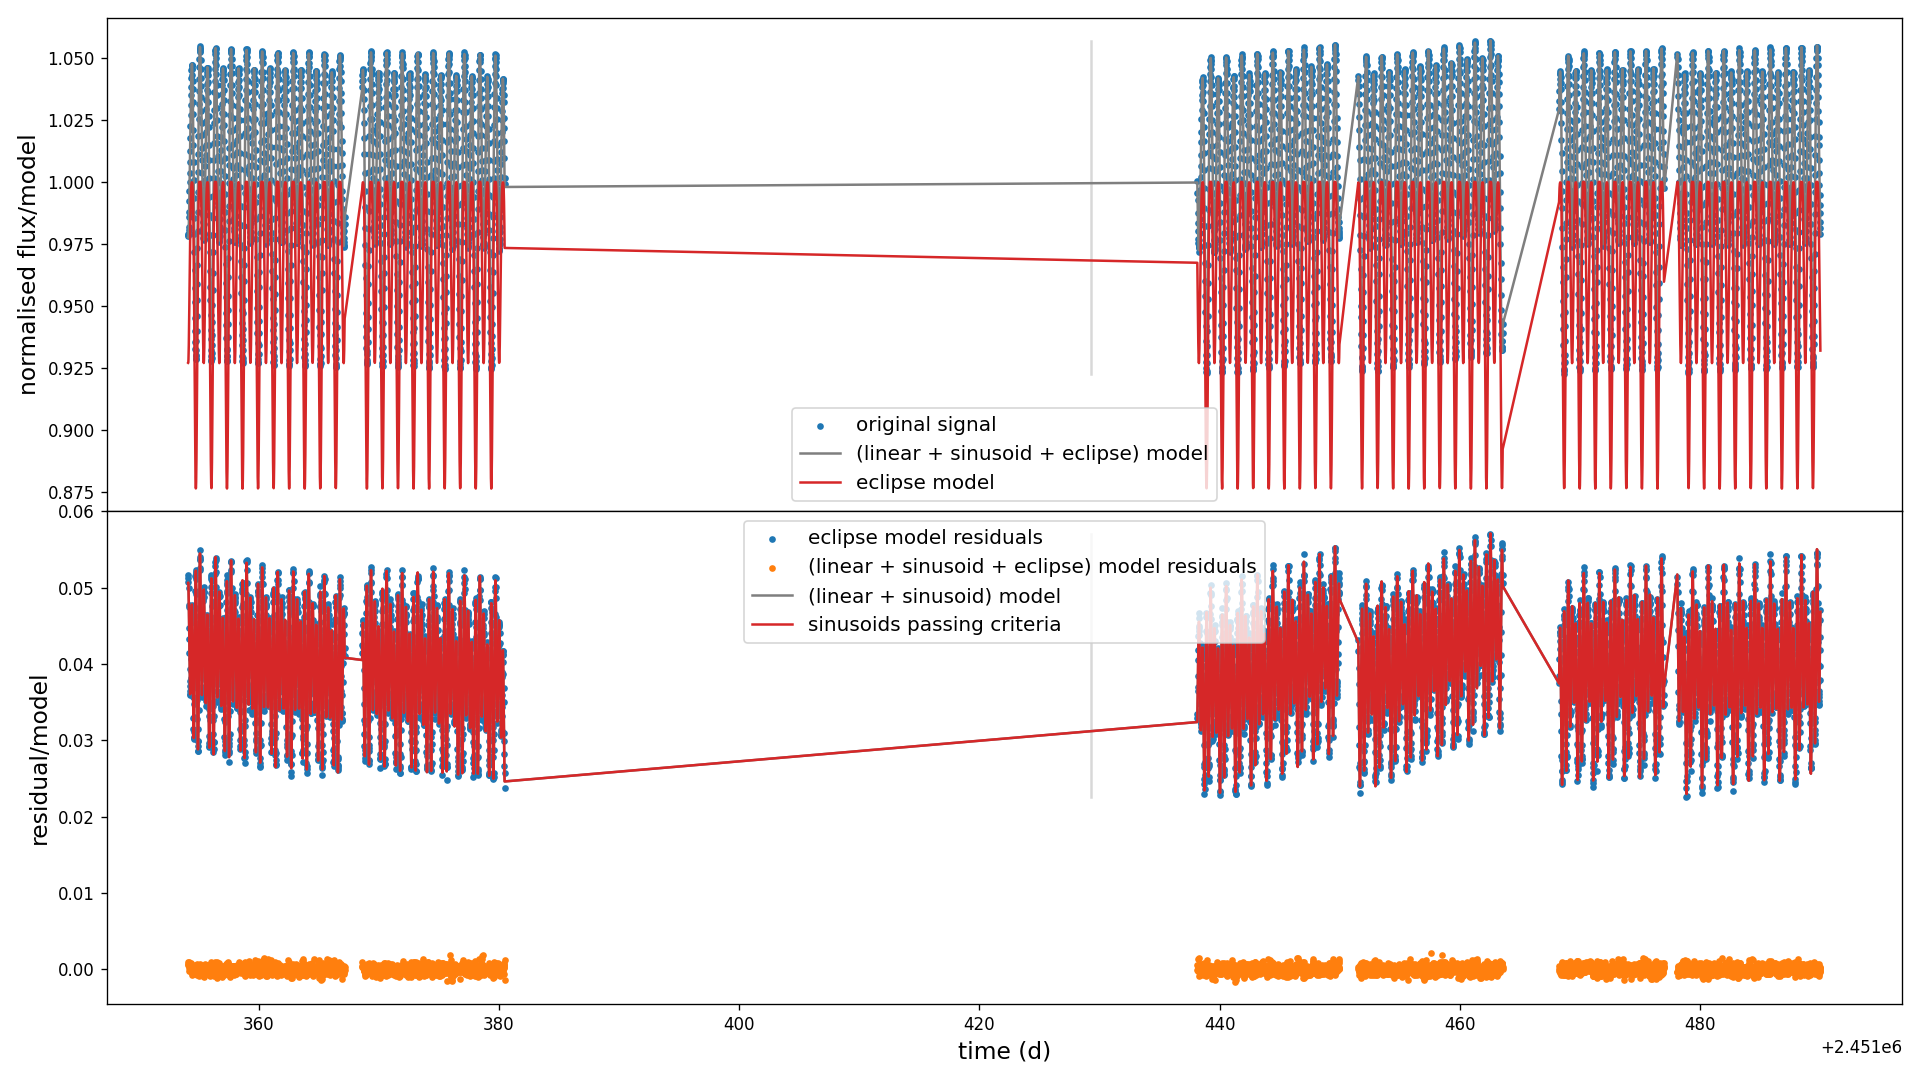 normalised flux/model
1.050
1.025
1.000
0.975
0.950
0.925
0.900
0.875
original signal
(linear + sinusoid + eclipse) model
eclipse model
residual/model
0.06
0.05
0.04
0.03
0.02
0.01
0.00
eclipse model residuals
(linear + sinusoid + eclipse) model residuals
(linear + sinusoid) model
sinusoids passing criteria
360 380 400 420 440 460 480
time (d)
+2.451e6